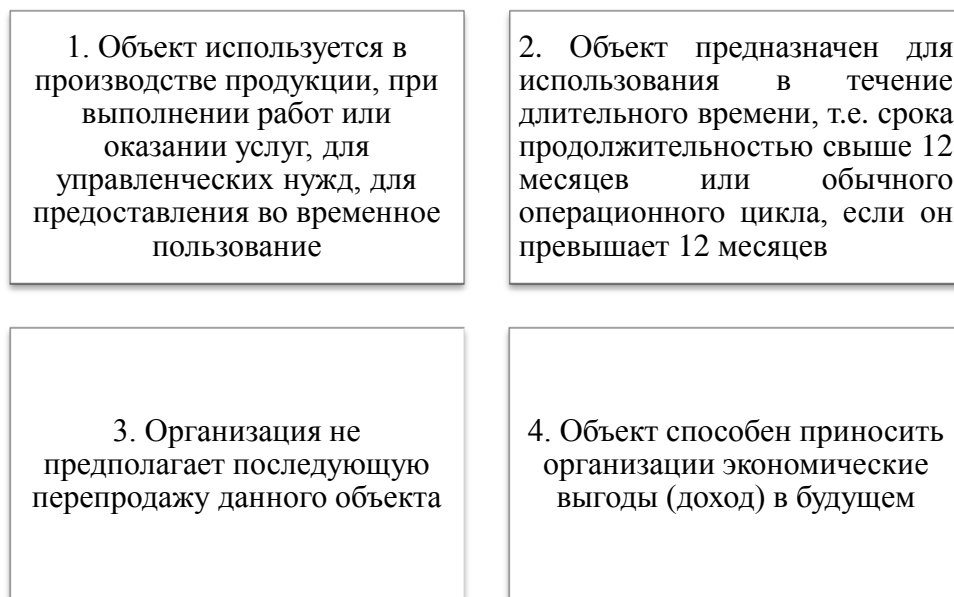 1. Объект используется в
производстве продукции, при
выполнении работ или
оказании услуг, для
управленческих нужд, для
предоставления во временное
пользование
2. Объект предназначен для
использования в течение
длительного времени, т.е. срока
продолжительностью свыше 12
месяцев или обычного
операционного цикла, если он
превышает 12 месяцев
3. Организация не
предполагает последующую
перепродажу данного объекта
4. Объект способен приносить
организации экономические
выгоды (доход) в будущем